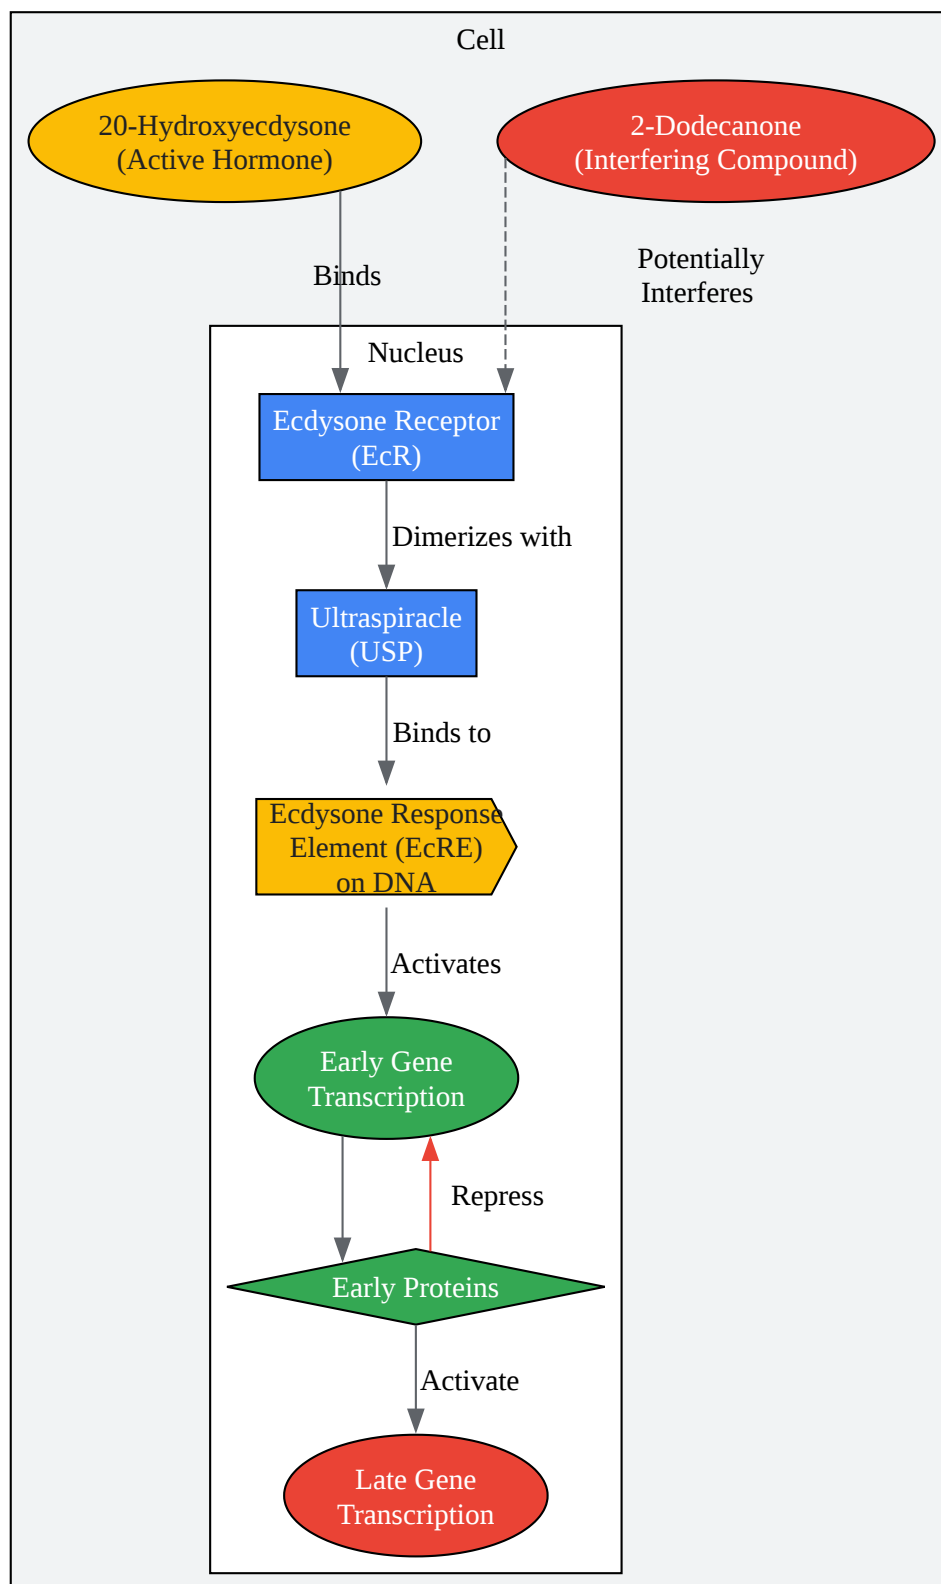 Cell
20-Hydroxyecdysone
(Active Hormone)
2-Dodecanone
(Interfering Compound)
Binds
Potentially
Interferes
Nucleus
Ecdysone Receptor
(EcR)
Dimerizes with
Ultraspiracle
(USP)
Binds to
Ecdysone Response
Element (EcRE)
on DNA
Activates
Early Gene
Transcription
Repress
Early Proteins
Activate
Late Gene
Transcription